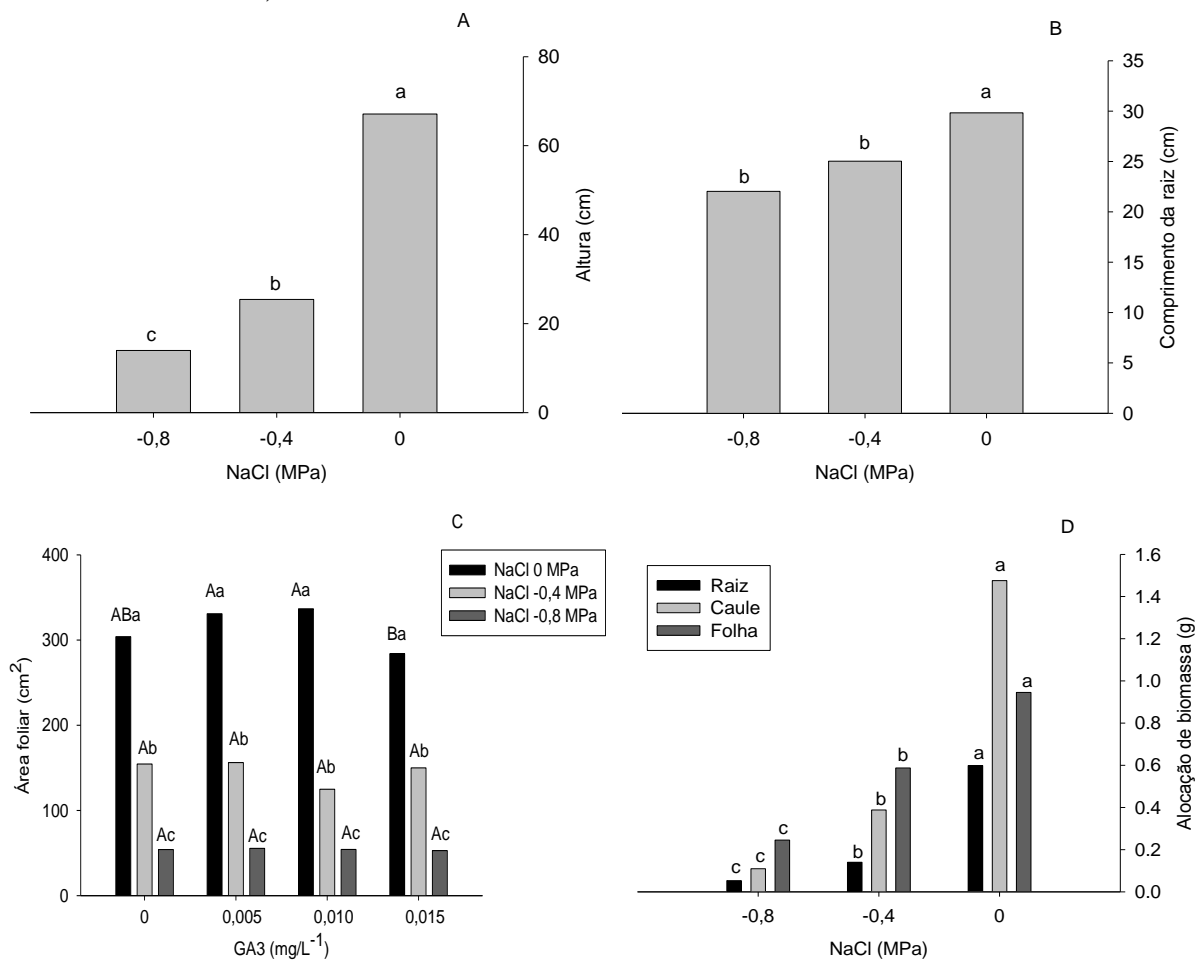 A
80
60
40
20
0
Altura (cm)
a
b
c
-0,8 -0,4 0
NaCl (MPa)
B
35
30
25
20
15
10
5
0
Comprimento da raiz (cm)
a
b
b
-0,8 -0,4 0
NaCl (MPa)
C
400
300
200
100
0
Área foliar (cm2)
NaCl 0 MPa
NaCl -0,4 MPa
NaCl -0,8 MPa
ABa Aa Aa Ba
Ab Ab Ab Ab
Ac Ac Ac Ac
0 0,005 0,010 0,015
GA3 (mg/L-1)
D
1.6
1.4
1.2
1.0
0.8
0.6
0.4
0.2
0.0
Alocação de biomassa (g)
Raiz
Caule
Folha
c c c
b b b
a a a
-0,8 -0,4 0
NaCl (MPa)